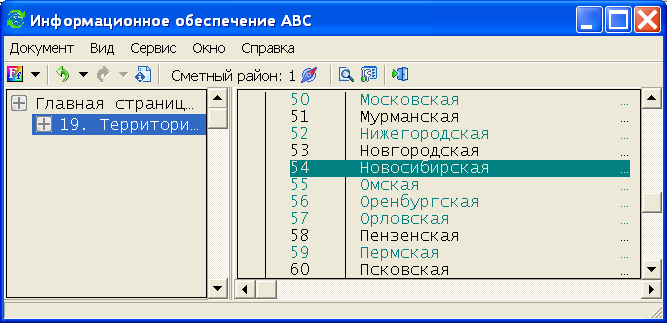 Информационное обеспечение АВС
Документ Вид Сервис Окно Справка
Сметный район: 1
Главная страниц...
19. Территори...
50 Московская ...
51 Мурманская ...
52 Нижегородская ...
53 Новгородская ...
54 Новосибирская ...
55 Омская ...
56 Оренбургская ...
57 Орловская ...
58 Пензенская ...
59 Пермская ...
60 Псковская ...